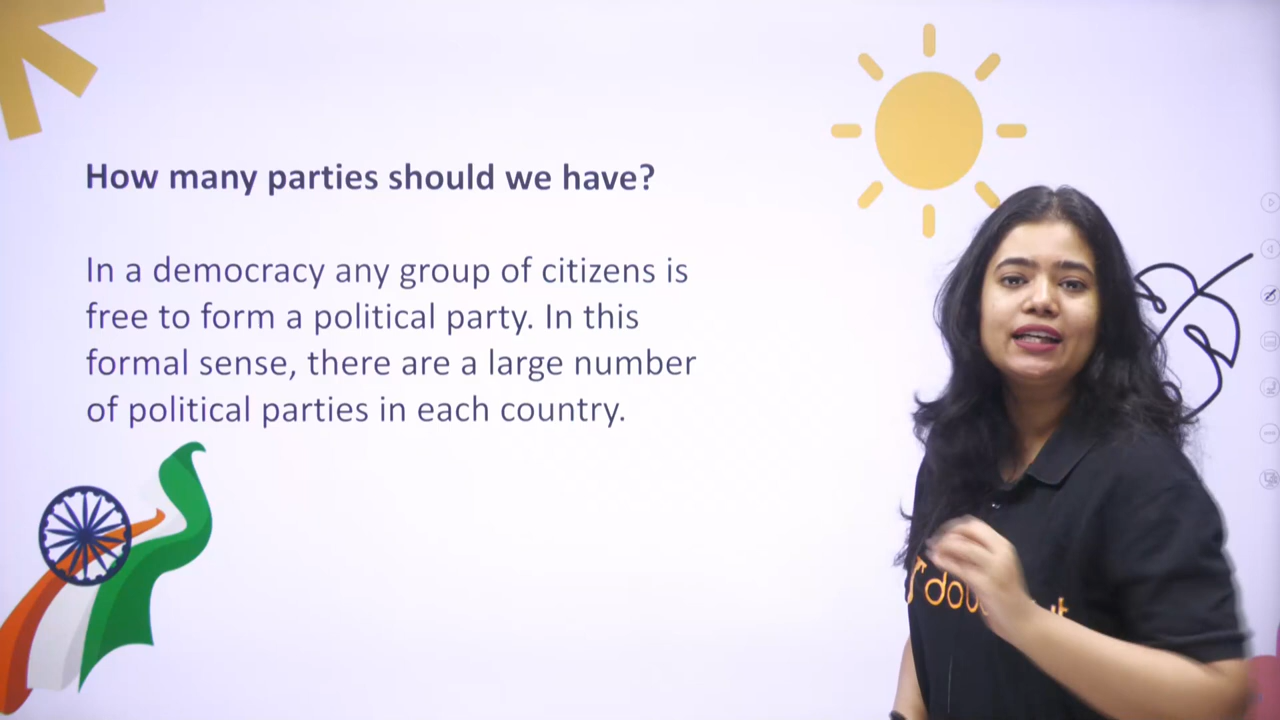 How many parties should we have?
In a democracy any group of citizens is
free to form a political party. In this
formal sense, there are a large number
of political parties in each country.